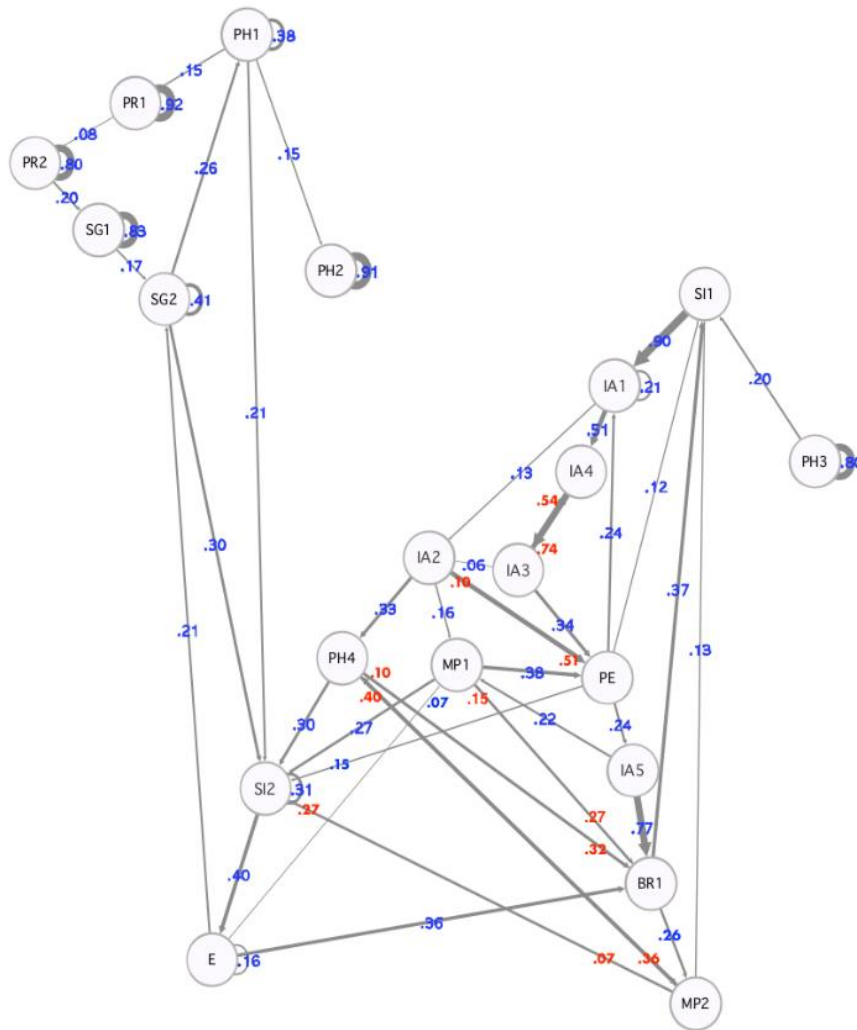 PH1
.38
.15
PR1
.92
.08
PR2
.80
.15
.26
.20
SG1
.83
.17
PH2
.91
SG2
.41
SI1
.90
IA1
.21
.20
.21
.51
IA4
PH3
.13
.12
.54
.24
.30
.74
IA2
.06
IA3
.10
.37
.33
.16
.34
.13
PH4
MP1
.51
.10
.38
PE
.21
.40
.07
.15
.30
.27
.22
.24
.15
IA5
SI2
.31
.27
.27
.77
.32
.40
BR1
.36
.26
E
.16
.07
.36
MP2